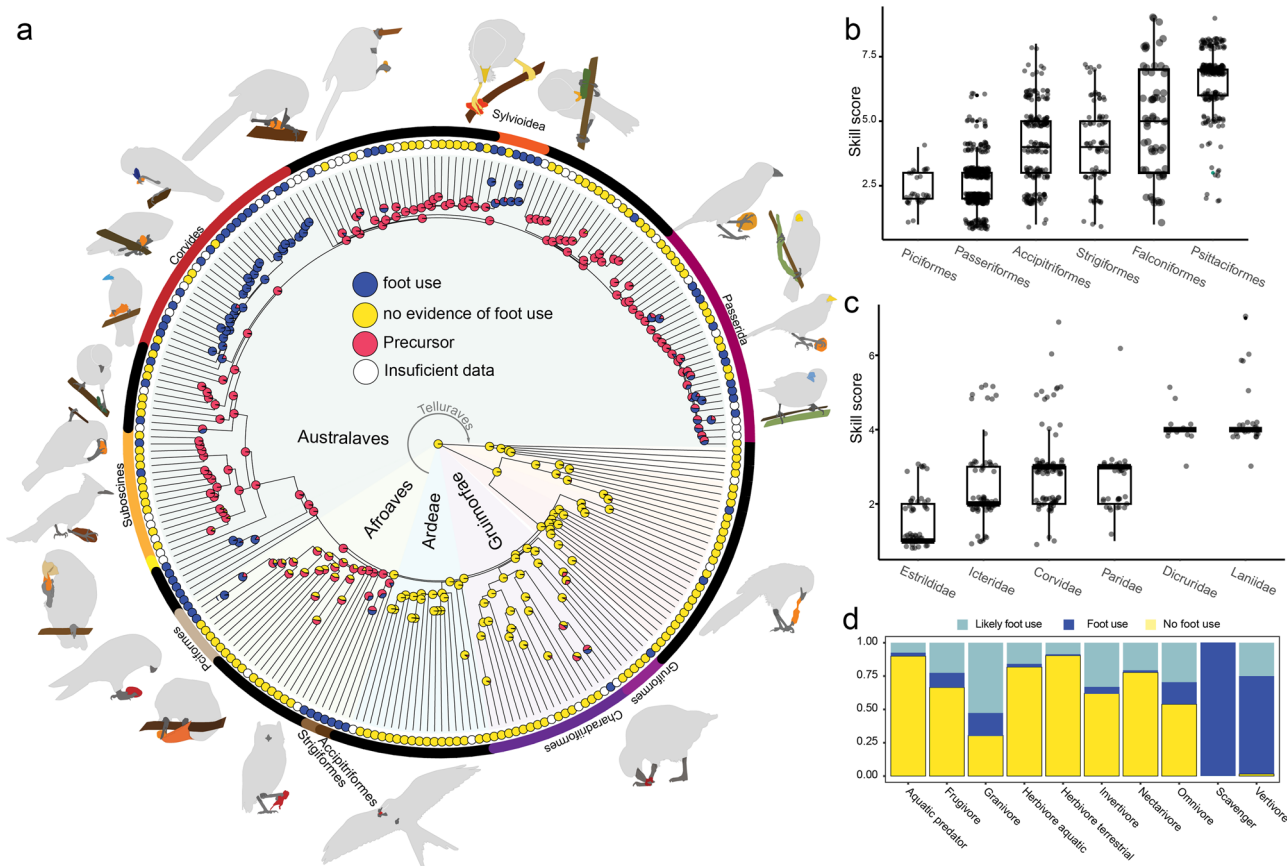 a
Sylvioidea
Corvides
Passerida
foot use
no evidence of foot use
Precursor
Insuficient data
Telluraves
Australaves
Afroaves
Ardeae
Gruimorfae
Suboscines
Pciformes
Strigiformes
Accipitriformes
Charadriiformes
Gruiformes
b
Skill score
7.5
5.0
2.5
Piciformes
Passeriformes
Accipitriformes
Strigiformes
Falconiformes
Psittaciformes
c
Skill score
6
4
2
Estrildidae
Icteridae
Corvidae
Paridae
Dicruridae
Laniidae
d
Likely foot use
Foot use
No foot use
1.00
0.75
0.50
0.25
0.00
Aquatic predator
Frugivore
Granivore
Herbivore aquatic
Herbivore terrestrial
Invertivore
Nectarivore
Omnivore
Scavenger
Vertivore